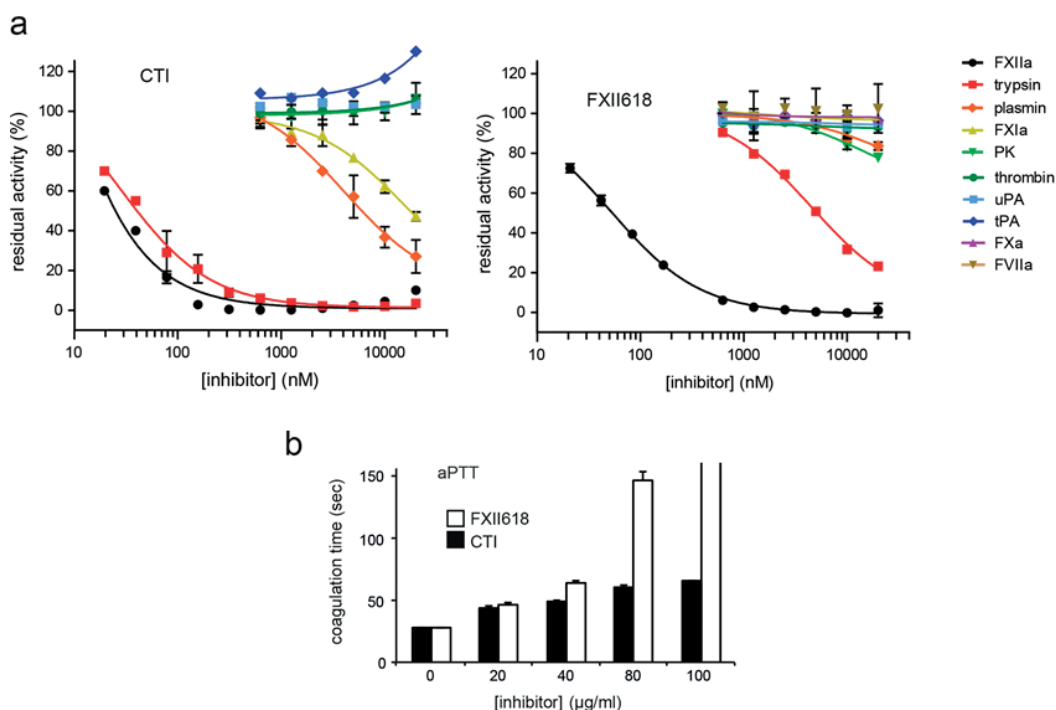 a
CTI
residual activity (%)
120
100
80
60
40
20
0
10
100
1000
10000
[inhibitor] (nM)
FXII618
residual activity (%)
120
100
80
60
40
20
0
10
100
1000
10000
[inhibitor] (nM)
FXIIa
trypsin
plasmin
FXIa
PK
thrombin
uPA
tPA
FXa
FVIIa
b
aPTT
FXII618
CTI
coagulation time (sec)
150
100
50
0
0
20
40
80
100
[inhibitor] (µg/ml)